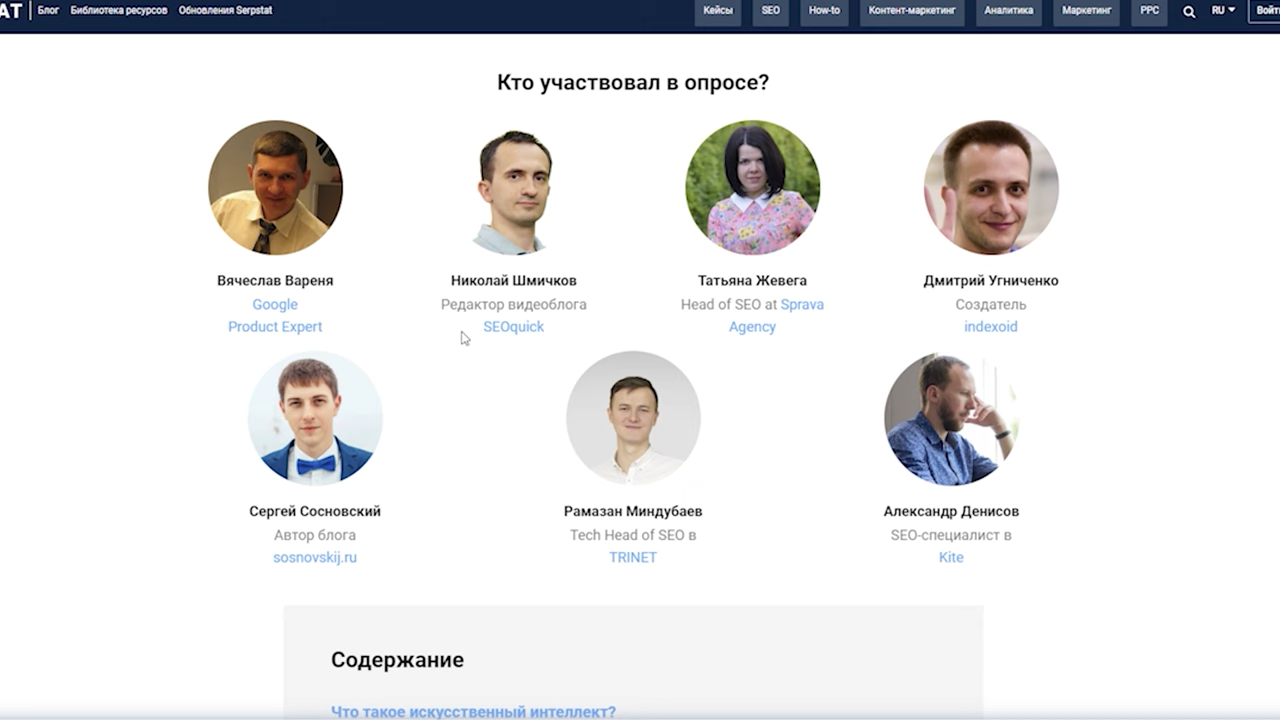 AT Блог Библиотека ресурсов Обновления Serpstat Кейсы SEO How-to Контент-маркетинг Аналитика Маркетинг PPC RU Войти
Кто участвовал в опросе?
Вячеслав Вареня
Google
Product Expert
Николай Шмичков
Редактор видеоблога
SEOquick
Татьяна Жевега
Head of SEO at Sprava
Agency
Дмитрий Угниченко
Создатель
indexoid
Сергей Сосновский
Автор блога
sosnovskij.ru
Рамазан Миндубаев
Tech Head of SEO в
TRINET
Александр Денисов
SEO-специалист в
Kite
Содержание
Что такое искусственный интеллект?